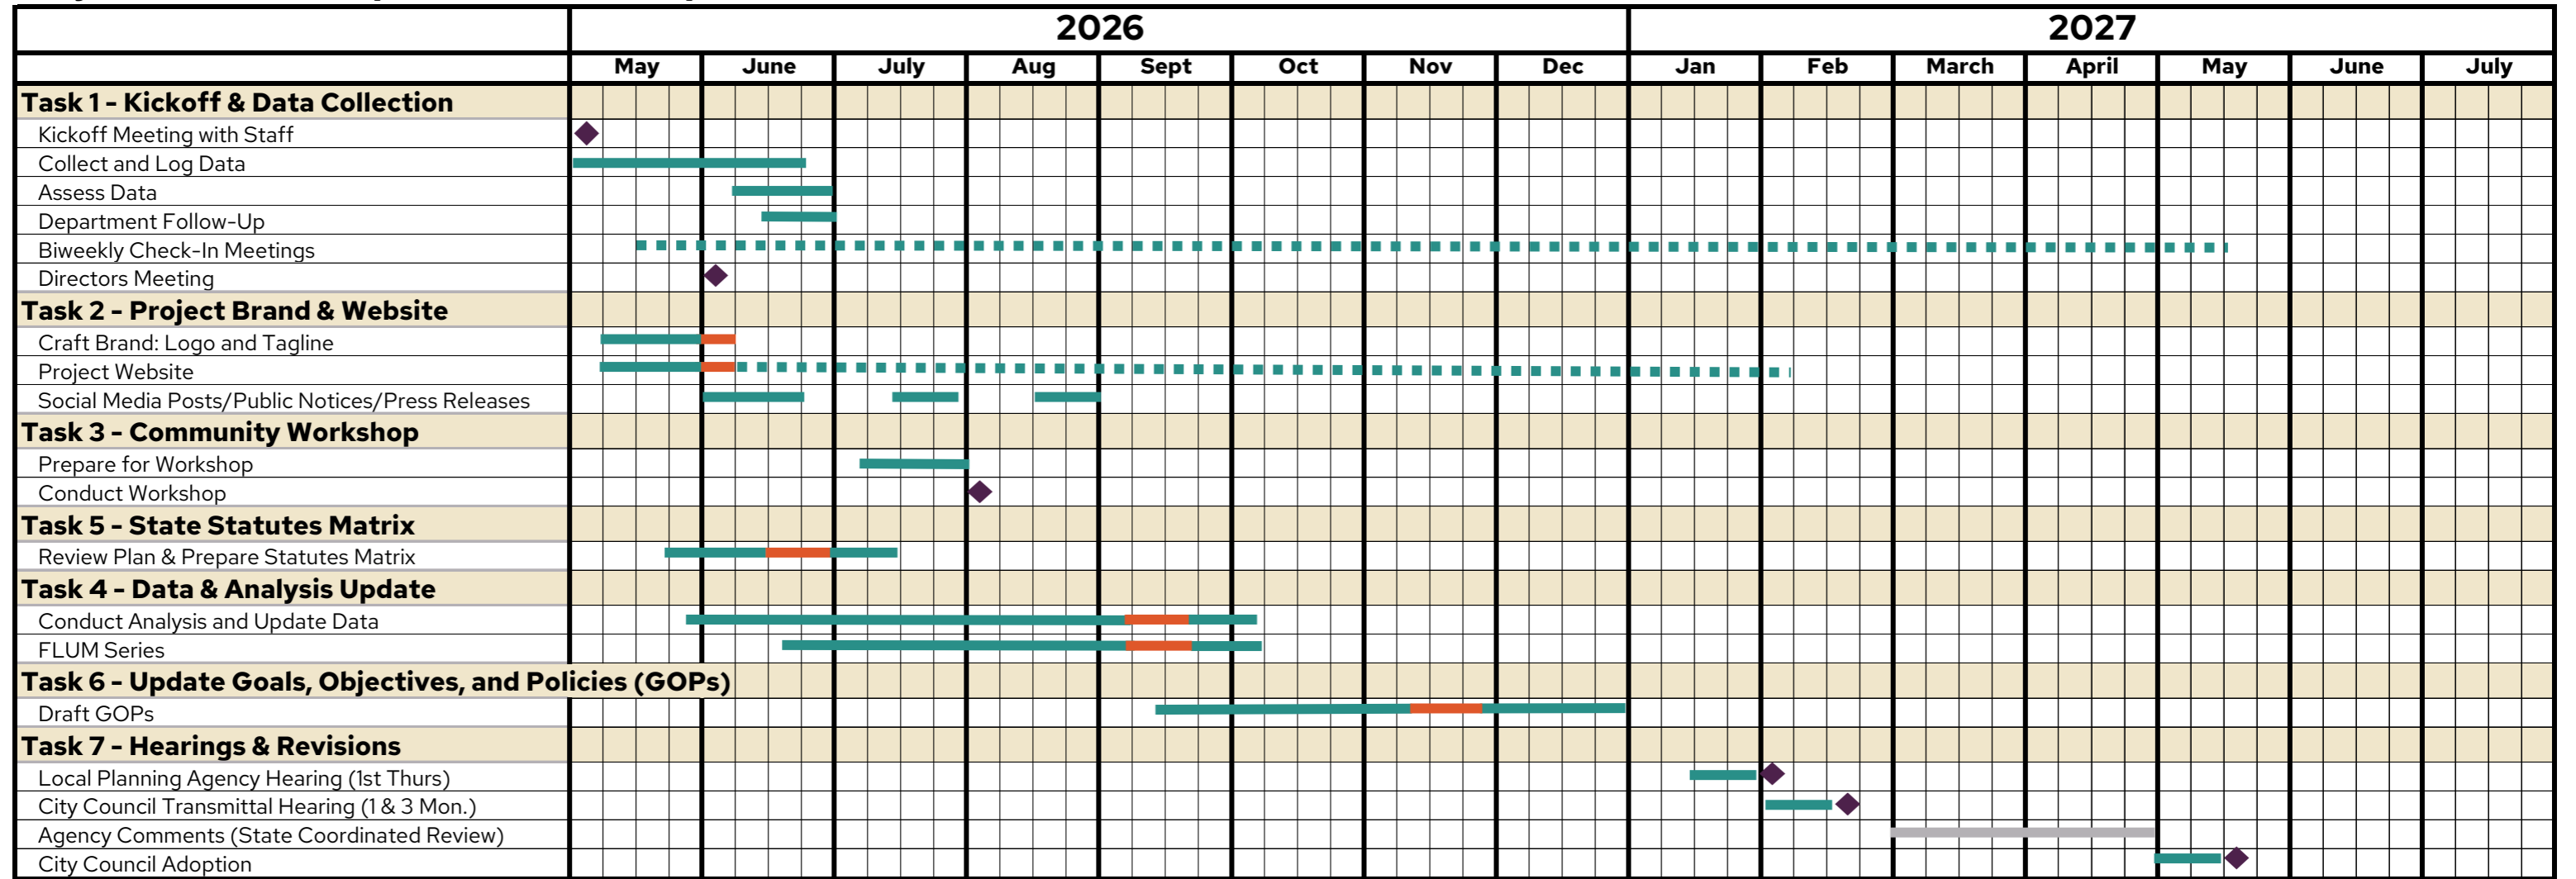 2026 2027
May June July Aug Sept Oct Nov Dec Jan Feb March April May June July
Task 1 - Kickoff & Data Collection
Kickoff Meeting with Staff
Collect and Log Data
Assess Data
Department Follow-Up
Biweekly Check-In Meetings
Directors Meeting
Task 2 - Project Brand & Website
Craft Brand: Logo and Tagline
Project Website
Social Media Posts/Public Notices/Press Releases
Task 3 - Community Workshop
Prepare for Workshop
Conduct Workshop
Task 5 - State Statutes Matrix
Review Plan & Prepare Statutes Matrix
Task 4 - Data & Analysis Update
Conduct Analysis and Update Data
FLUM Series
Task 6 - Update Goals, Objectives, and Policies (GOPs)
Draft GOPs
Task 7 - Hearings & Revisions
Local Planning Agency Hearing (1st Thurs)
City Council Transmittal Hearing (1 & 3 Mon.)
Agency Comments (State Coordinated Review)
City Council Adoption